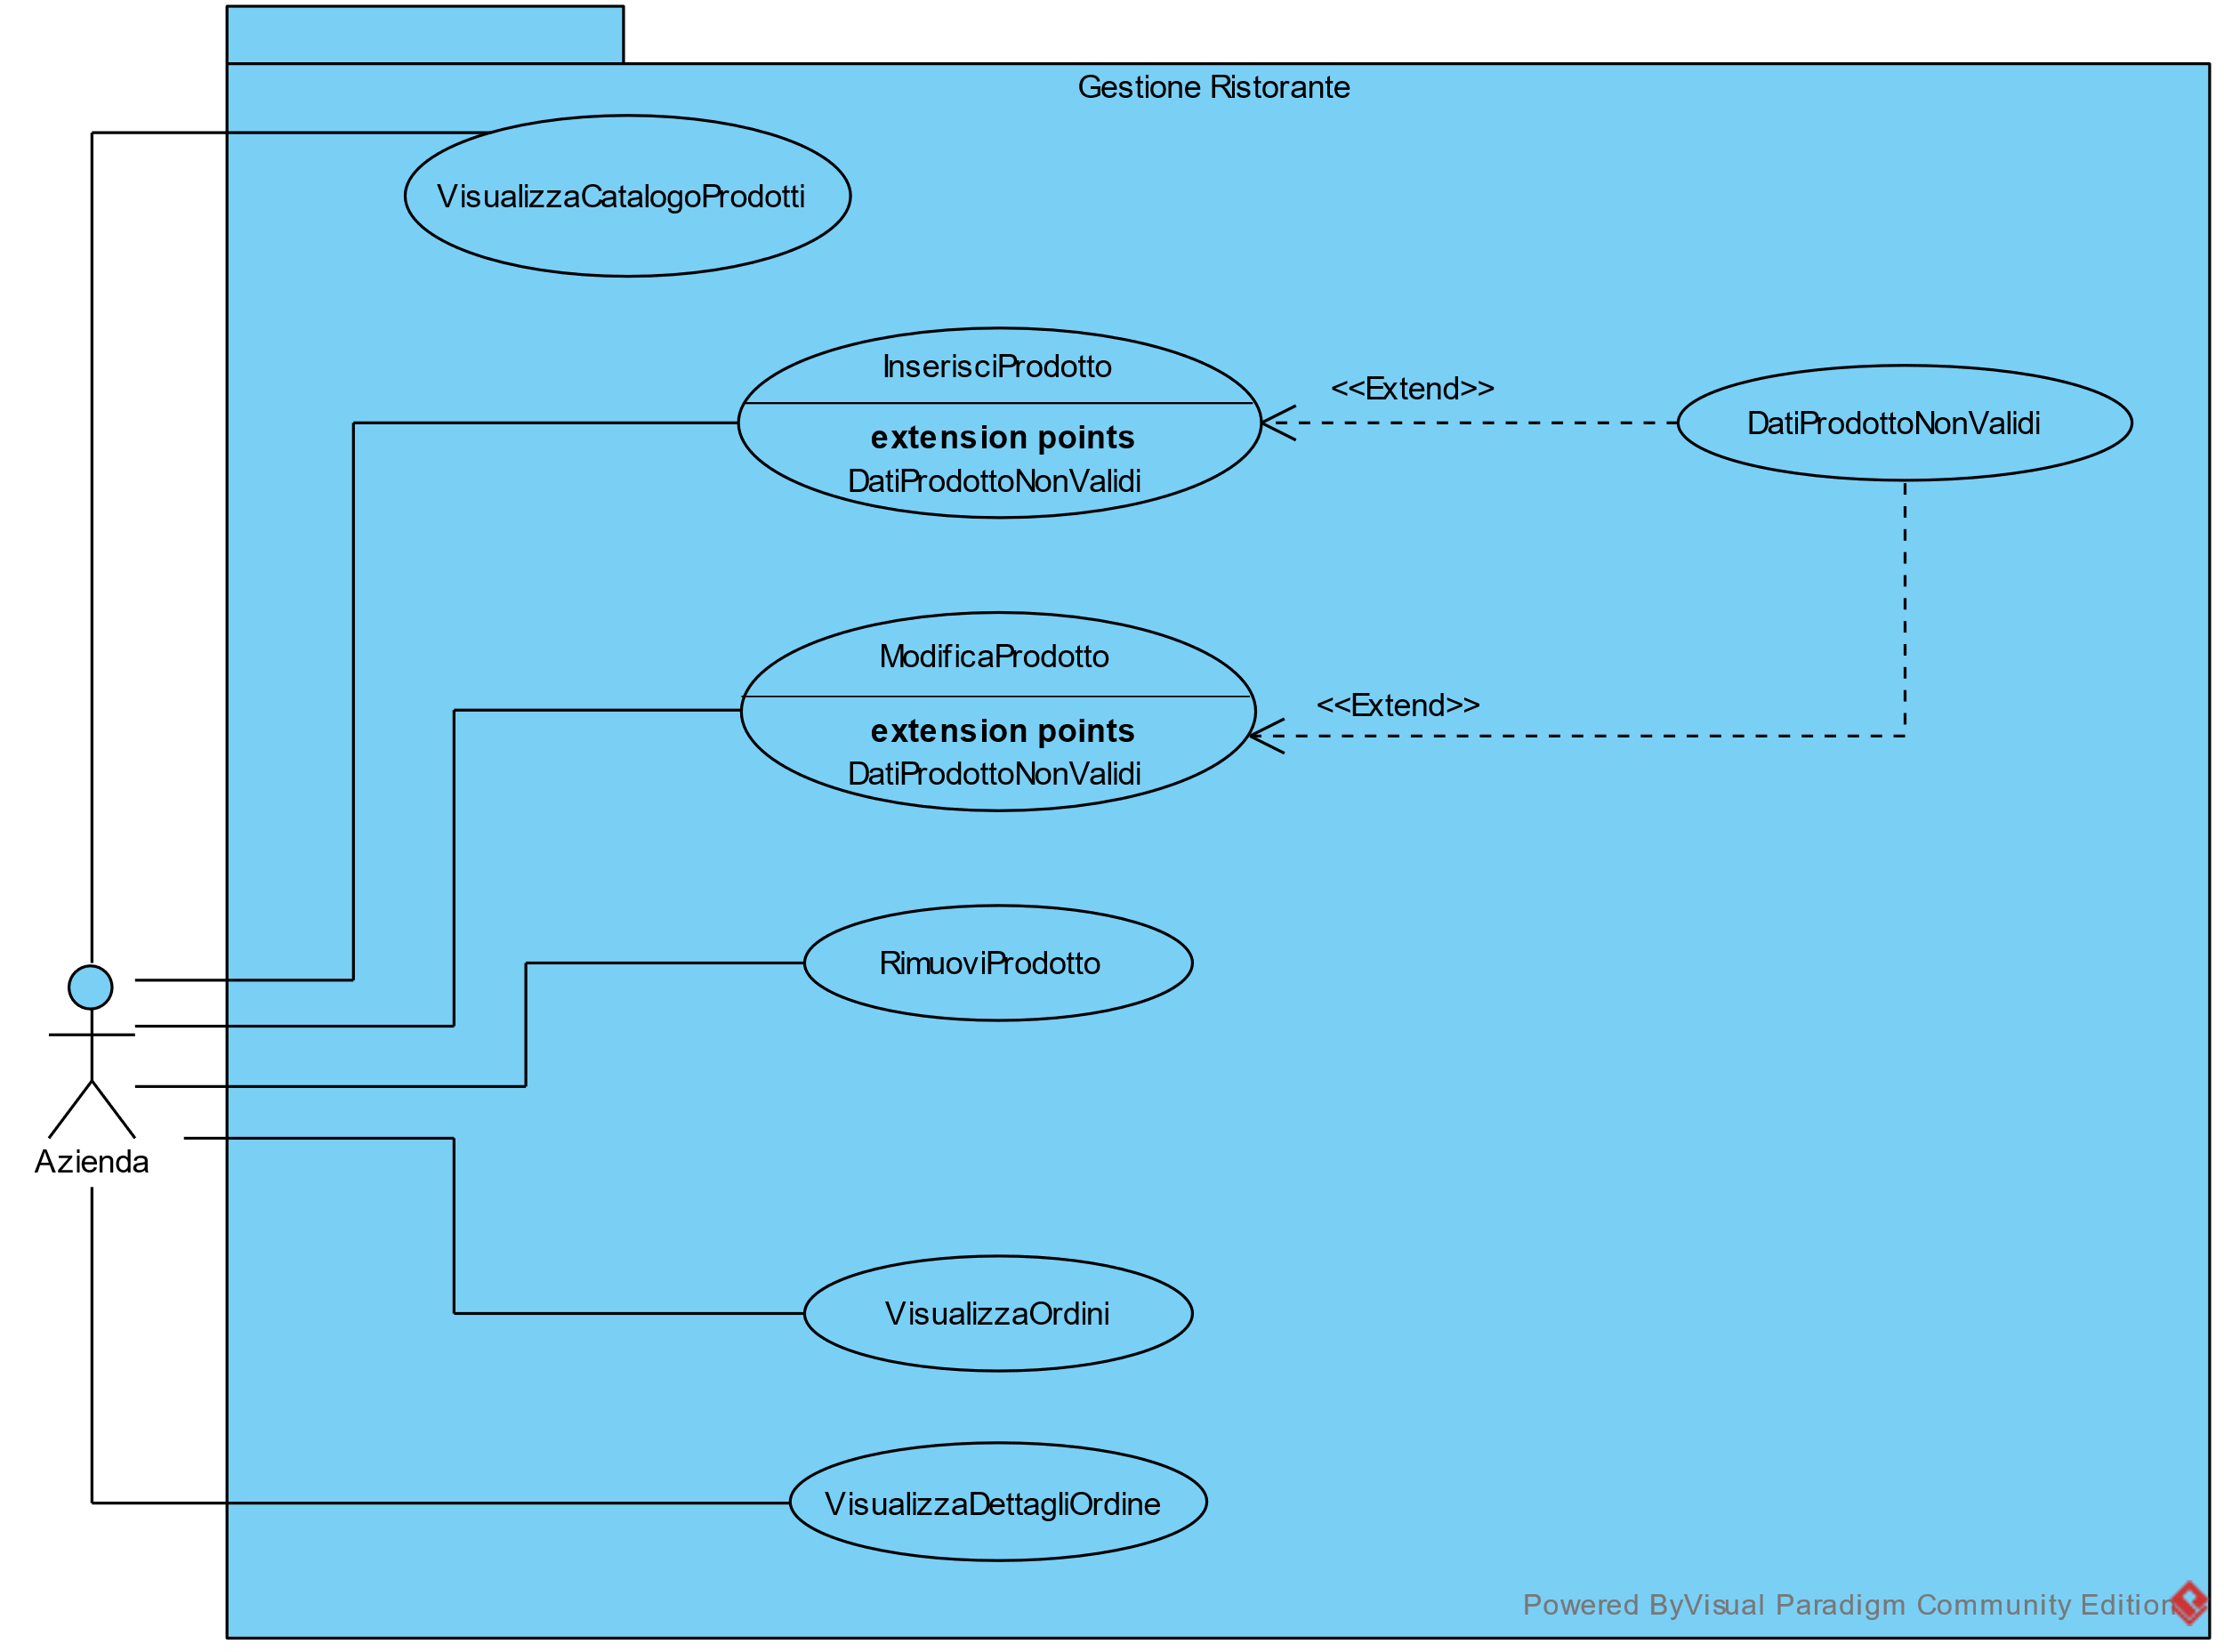 Gestione Ristorante
VisualizzaCatalogoProdotti
InserisciProdotto
extension points
DatiProdottoNonValidi
<<Extend>>
DatiProdottoNonValidi
ModificaProdotto
extension points
DatiProdottoNonValidi
<<Extend>>
RimuoviProdotto
Azienda
VisualizzaOrdini
VisualizzaDettagliOrdine
Powered ByVisual Paradigm Community Edition